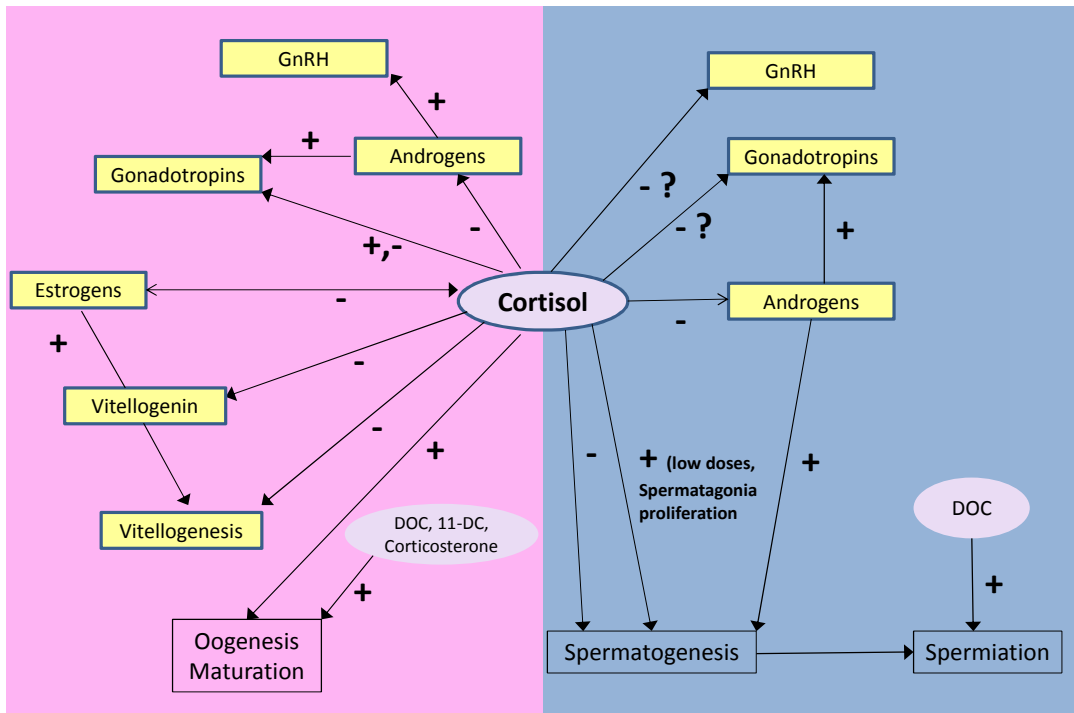 GnRH
+
+
Androgens
Gonadotropins
-
+,-
Estrogens
-
+
Vitellogenin
-
-
+
Vitellogenesis
DOC, 11-DC,
Corticosterone
+
Oogenesis
Maturation
Cortisol
GnRH
Gonadotropins
- ?
- ?
+
Androgens
-
-
+ (low doses,
Spermatagonia
proliferation
+
DOC
+
Spermatogenesis
Spermiation